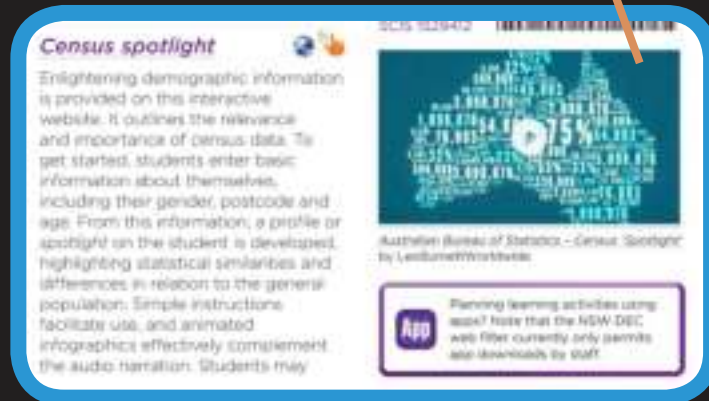 Census spotlight
Enlightening demographic information
is provided on this interactive
website. It outlines the relevance
and importance of census data. To
get started, students enter basic
information about themselves,
including their gender, postcode and
age. From this information, a profile or
spotlight on the student is developed,
highlighting statistical similarities and
differences in relation to the general
population. Simple instructions
facilitate use, and animated
infographics effectively complement
the audio narration. Students may
SCIS
75%
Australian Bureau of Statistics – Census 'Spotlight'
by LeoBurnettWorldwide
App
Planning learning activities using
apps? Note that the NSW DEC
web filter currently only permits
app downloads by staff.